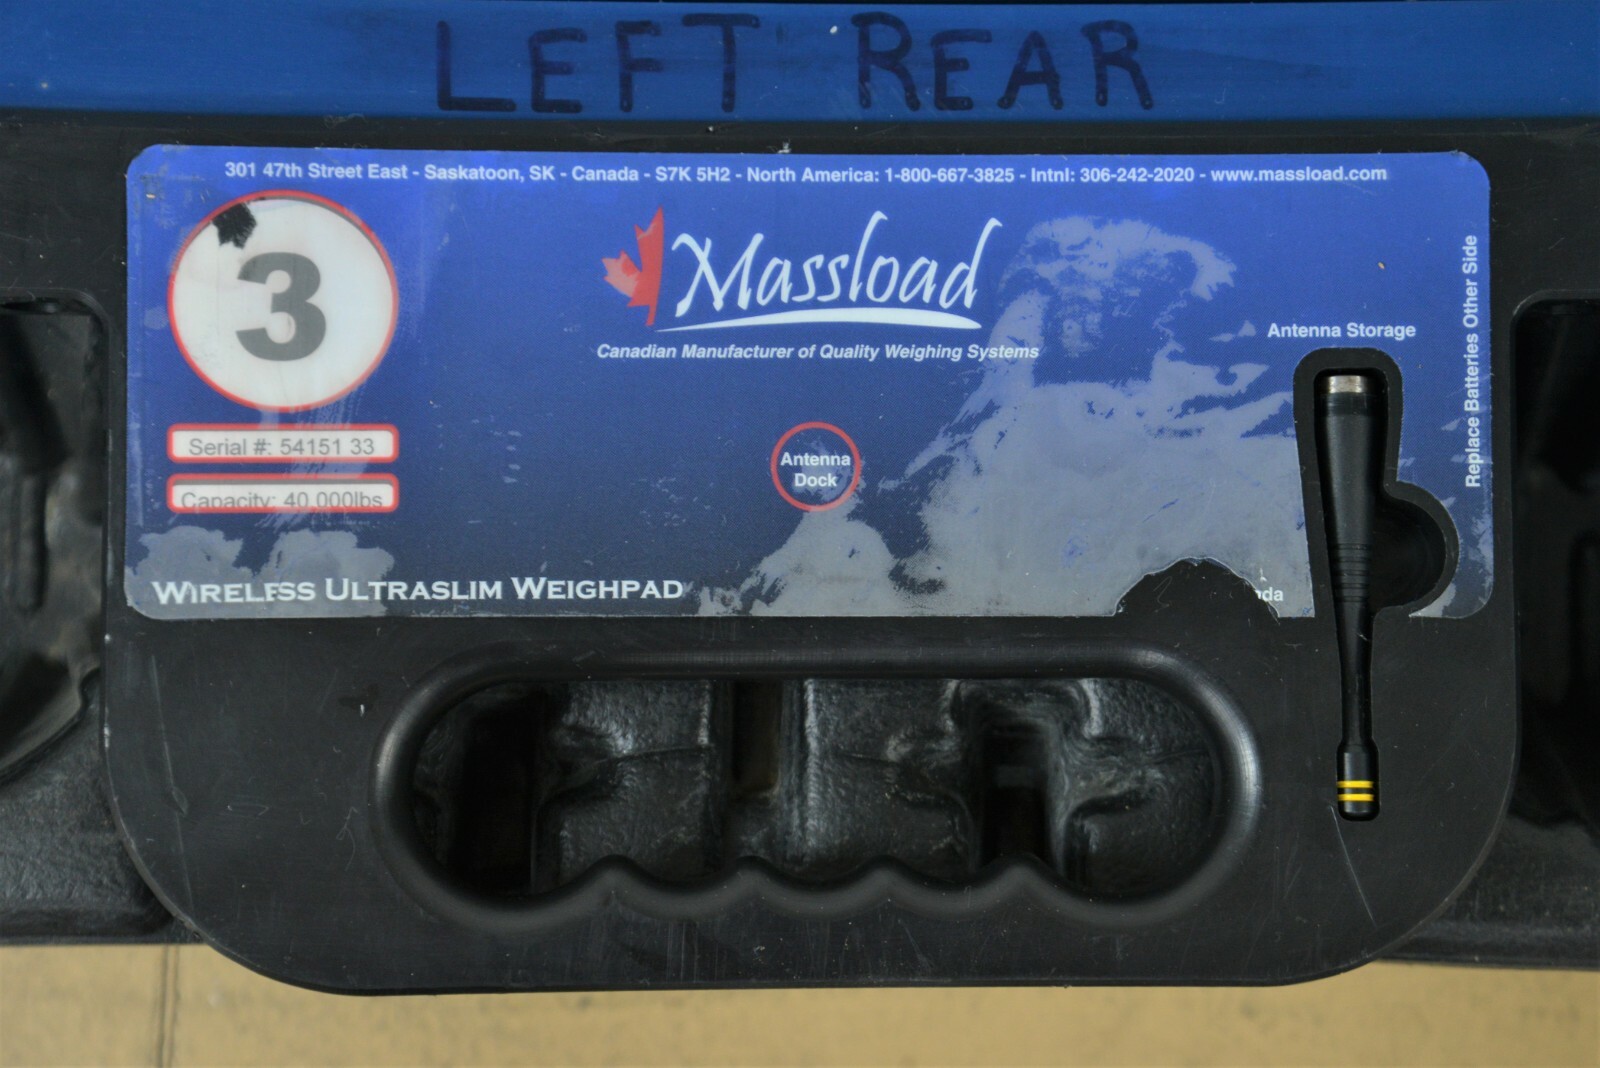 LEFT REAR
301 47th Street East - Saskatoon, SK - Canada - S7K 5H2 - North America: 1-800-667-3825 - Intnl: 306-242-2020 - www.massload.com
3
Massload
Canadian Manufacturer of Quality Weighing Systems
Serial #: 54151 33
Capacity: 40,000lbs
Antenna
Dock
Antenna Storage
Replace Batteries Other Side
WIRELESS ULTRASLIM WEIGHPAD